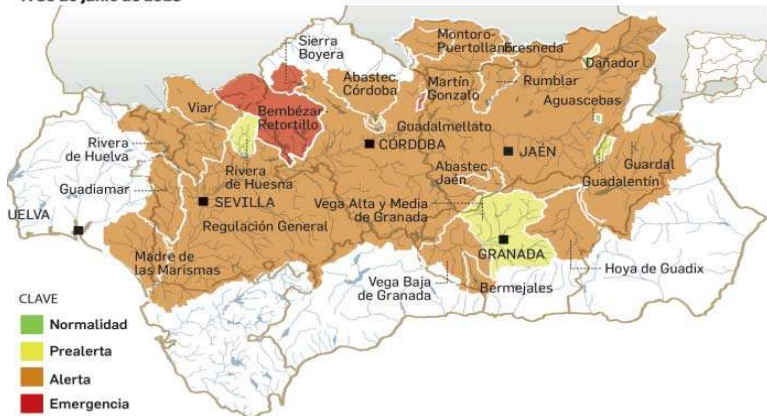 Sierra
Boyera
Montoro-
Puertollano
Fresneda
Dañador
Abastec.
Córdoba
Martín
Gonzalo
Rumblar
Viar
Bembézar
Retortillo
Aguascebas
Guadalmellato
Rivera
de Huelva
CÓRDOBA
JAÉN
Guardal
Rivera
de Huesna
Abastec.
Jaén
Guadalentín
Guadiamar
SEVILLA
Vega Alta y Media
de Granada
UELVA
Regulación General
GRANADA
Madre de
las Marismas
Vega Baja
de Granada
Hoya de Guadix
Bermejales
CLAVE
Normalidad
Prealerta
Alerta
Emergencia